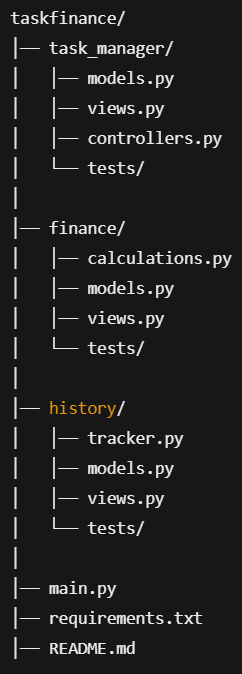 taskfinance/
│── task_manager/
│   ├── models.py
│   ├── views.py
│   ├── controllers.py
│   └── tests/
│
│── finance/
│   ├── calculations.py
│   ├── models.py
│   ├── views.py
│   └── tests/
│
│── history/
│   ├── tracker.py
│   ├── models.py
│   ├── views.py
│   └── tests/
│
│── main.py
│── requirements.txt
│── README.md